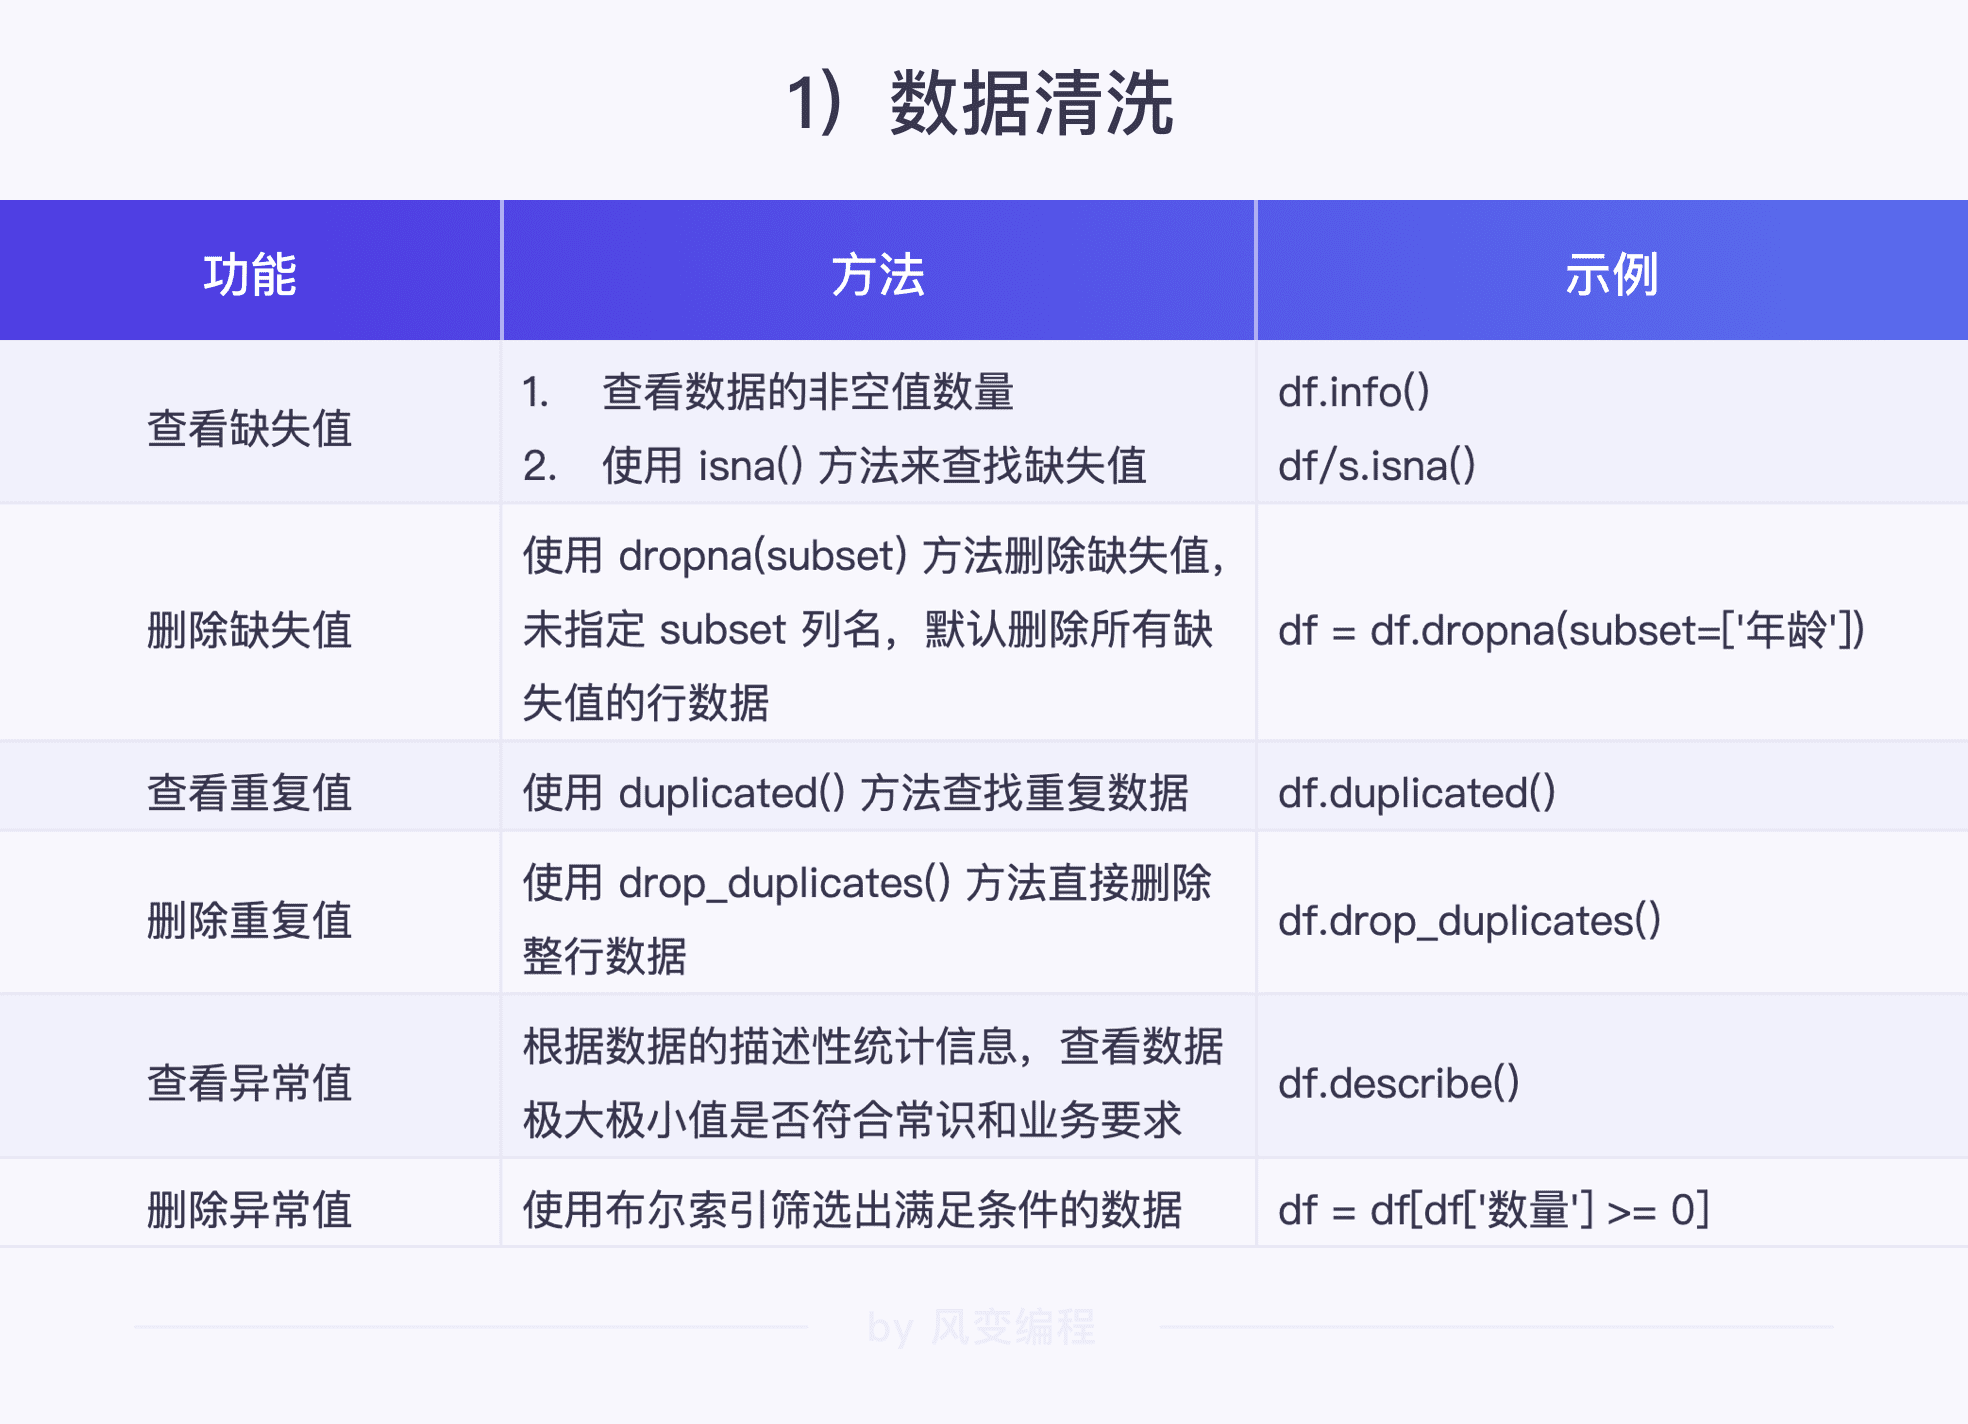 1）数据清洗
功能
方法
示例
查看缺失值
1. 查看数据的非空值数量
2. 使用 isna() 方法来查找缺失值
df.info()
df/s.isna()
删除缺失值
使用 dropna(subset) 方法删除缺失值，
未指定 subset 列名，默认删除所有缺
失值的行数据
df = df.dropna(subset=['年龄'])
查看重复值
使用 duplicated() 方法查找重复数据
df.duplicated()
删除重复值
使用 drop_duplicates() 方法直接删除
整行数据
df.drop_duplicates()
查看异常值
根据数据的描述性统计信息，查看数据
极大极小值是否符合常识和业务要求
df.describe()
删除异常值
使用布尔索引筛选出满足条件的数据
df = df[df['数量'] >= 0]
by 风变编程